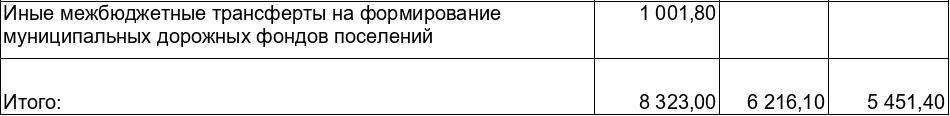 Иные межбюджетные трансферты на формирование 1 001,80
муниципальных дорожных фондов поселений
Итого: 8 323,00 6 216,10 5 451,40